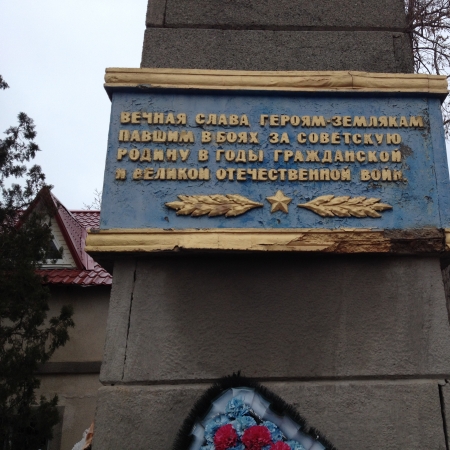 ВЕЧНАЯ СЛАВА ГЕРОЯМ-ЗЕМЛЯКАМ
ПАВШИМ В БОЯХ ЗА СОВЕТСКУЮ
РОДИНУ В ГОДЫ ГРАЖДАНСКОЙ
И ВЕЛИКОЙ ОТЕЧЕСТВЕННОЙ ВОЙН.